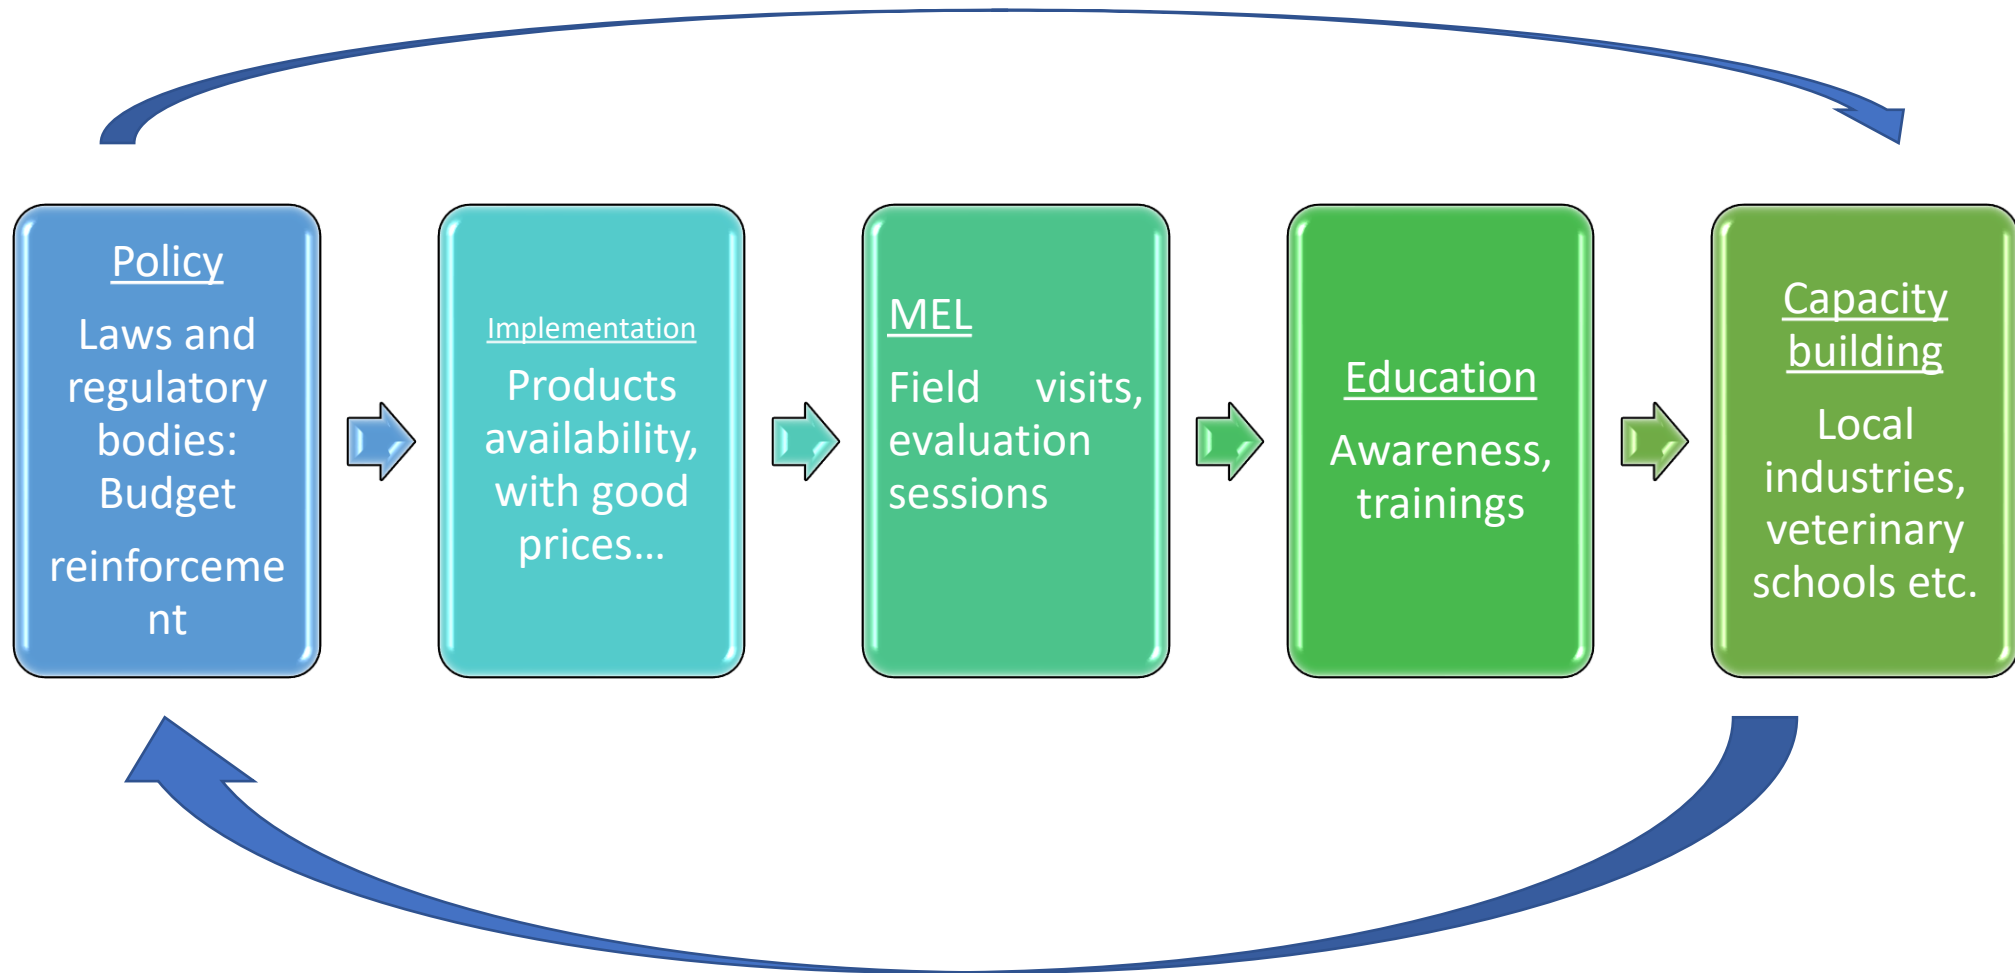 Policy
Laws and
regulatory
bodies:
Budget
reinforceme
nt
Implementation
Products
availability,
with good
prices...
MEL
Field visits,
evaluation
sessions
Education
Awareness,
trainings
Capacity
building
Local
industries,
veterinary
schools etc.